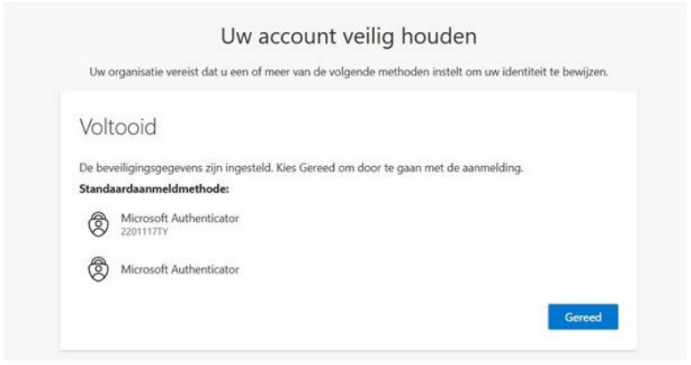 Uw account veilig houden
Uw organisatie vereist dat u een of meer van de volgende methoden instelt om uw identiteit te bewijzen.
Voltooid
De beveiligingsgegevens zijn ingesteld. Kies Gereed om door te gaan met de aanmelding.
Standaardaanmeldmethode:
Microsoft Authenticator
2201117TY
Microsoft Authenticator
Gereed